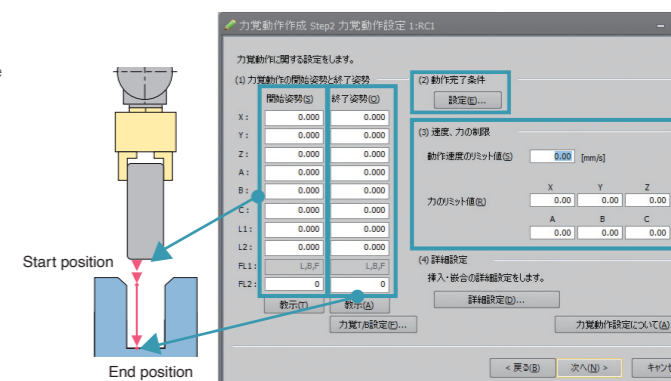 e
Start position
End position
力覚動作作成 Step2 力覚動作設定 1:RC1
力覚動作に関する設定をします。
(1) 力覚動作の開始姿勢と終了姿勢
開始姿勢(S) 終了姿勢(O)
X: 0.000 0.000
Y: 0.000 0.000
Z: 0.000 0.000
A: 0.000 0.000
B: 0.000 0.000
C: 0.000 0.000
L1: 0.000 0.000
L2: 0.000 0.000
FL1: L,B,F L,B,F
FL2: 0 0
教示(T) 教示(A)
力覚T/B設定(F)...
(2) 動作完了条件
設定(E)...
(3) 速度、力の制限
動作速度のリミット値(S) 0.00 [mm/s]
X Y Z
力のリミット値(R) 0.00 0.00 0.00
A B C
0.00 0.00 0.00
(4) 詳細設定
挿入・嵌合の詳細設定をします。
詳細設定(D)...
力覚動作設定について(A)
< 戻る(B) 次へ(N) > キャンセ